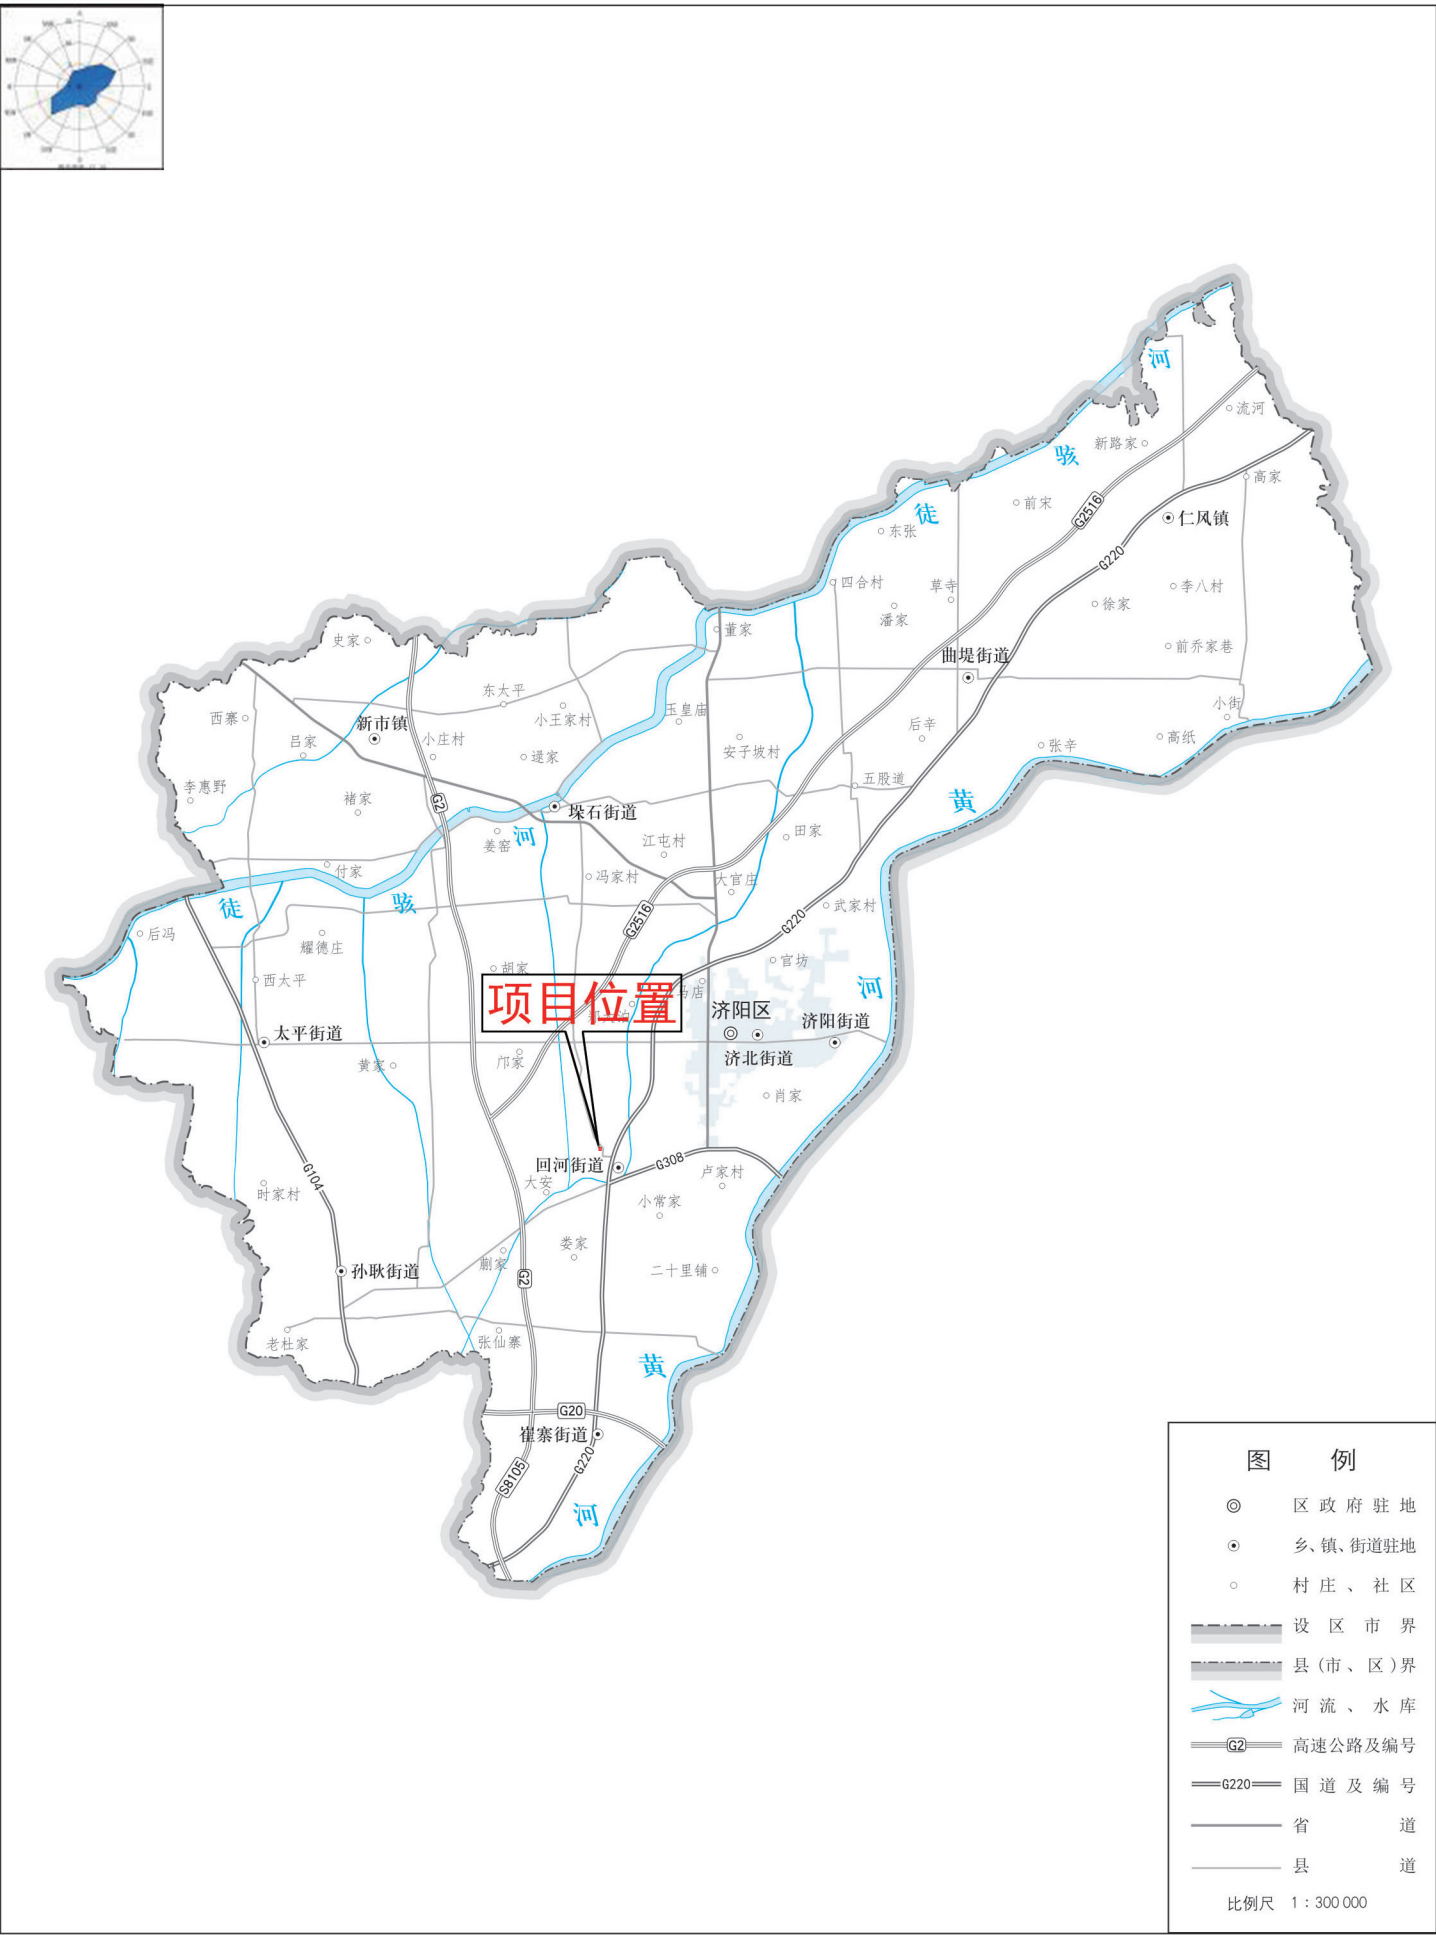 河
流河
新路家
骇
高家
前宋
G2516
徒
仁风镇
东张
G220
四合村
草寺
李八村
徐家
潘家
董家
史家
前乔家巷
曲堤街道
东太平
小王家村
玉皇庙
小街
西寨
新市镇
后辛
高纸
吕家
小庄村
安子坡村
张辛
逯家
五股道
李惠野
褚家
G2
黄
垛石街道
河
田家
姜窑
江屯村
付家
冯家村
大官庄
徒
骇
武家村
G2516
G220
后冯
耀德庄
官坊
胡家
西太平
河
马店
项目位置
济阳区
济阳街道
太平街道
济北街道
邝家
黄家
肖家
回河街道
G308
卢家村
G104
大安
时家村
小常家
娄家
蒯家
二十里铺
孙耿街道
G2
老杜家
张仙寨
黄
G20
崔寨街道
G220
S8105
河
图例
区政府驻地
乡、镇、街道驻地
村庄、社区
设区市界
县(市、区)界
河流、水库
G2
高速公路及编号
G220
国道及编号
省道
县道
比例尺 1：300 000